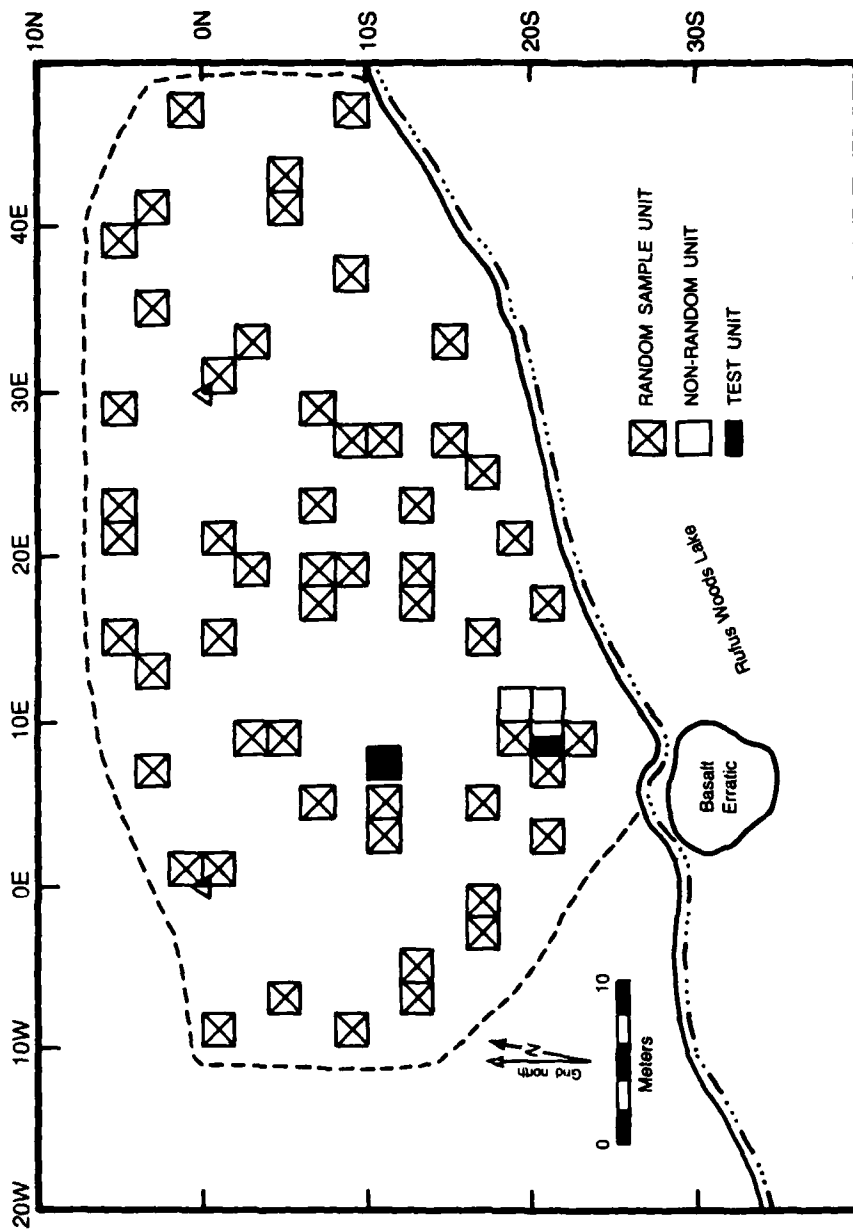 20W
10W
0E
10E
20E
30E
40E
10N
0N
10S
20S
30S
RANDOM SAMPLE UNIT
NON-RANDOM UNIT
TEST UNIT
Rufus Woods Lake
Basalt
Erratic
Grid north
N
0
10
Meters